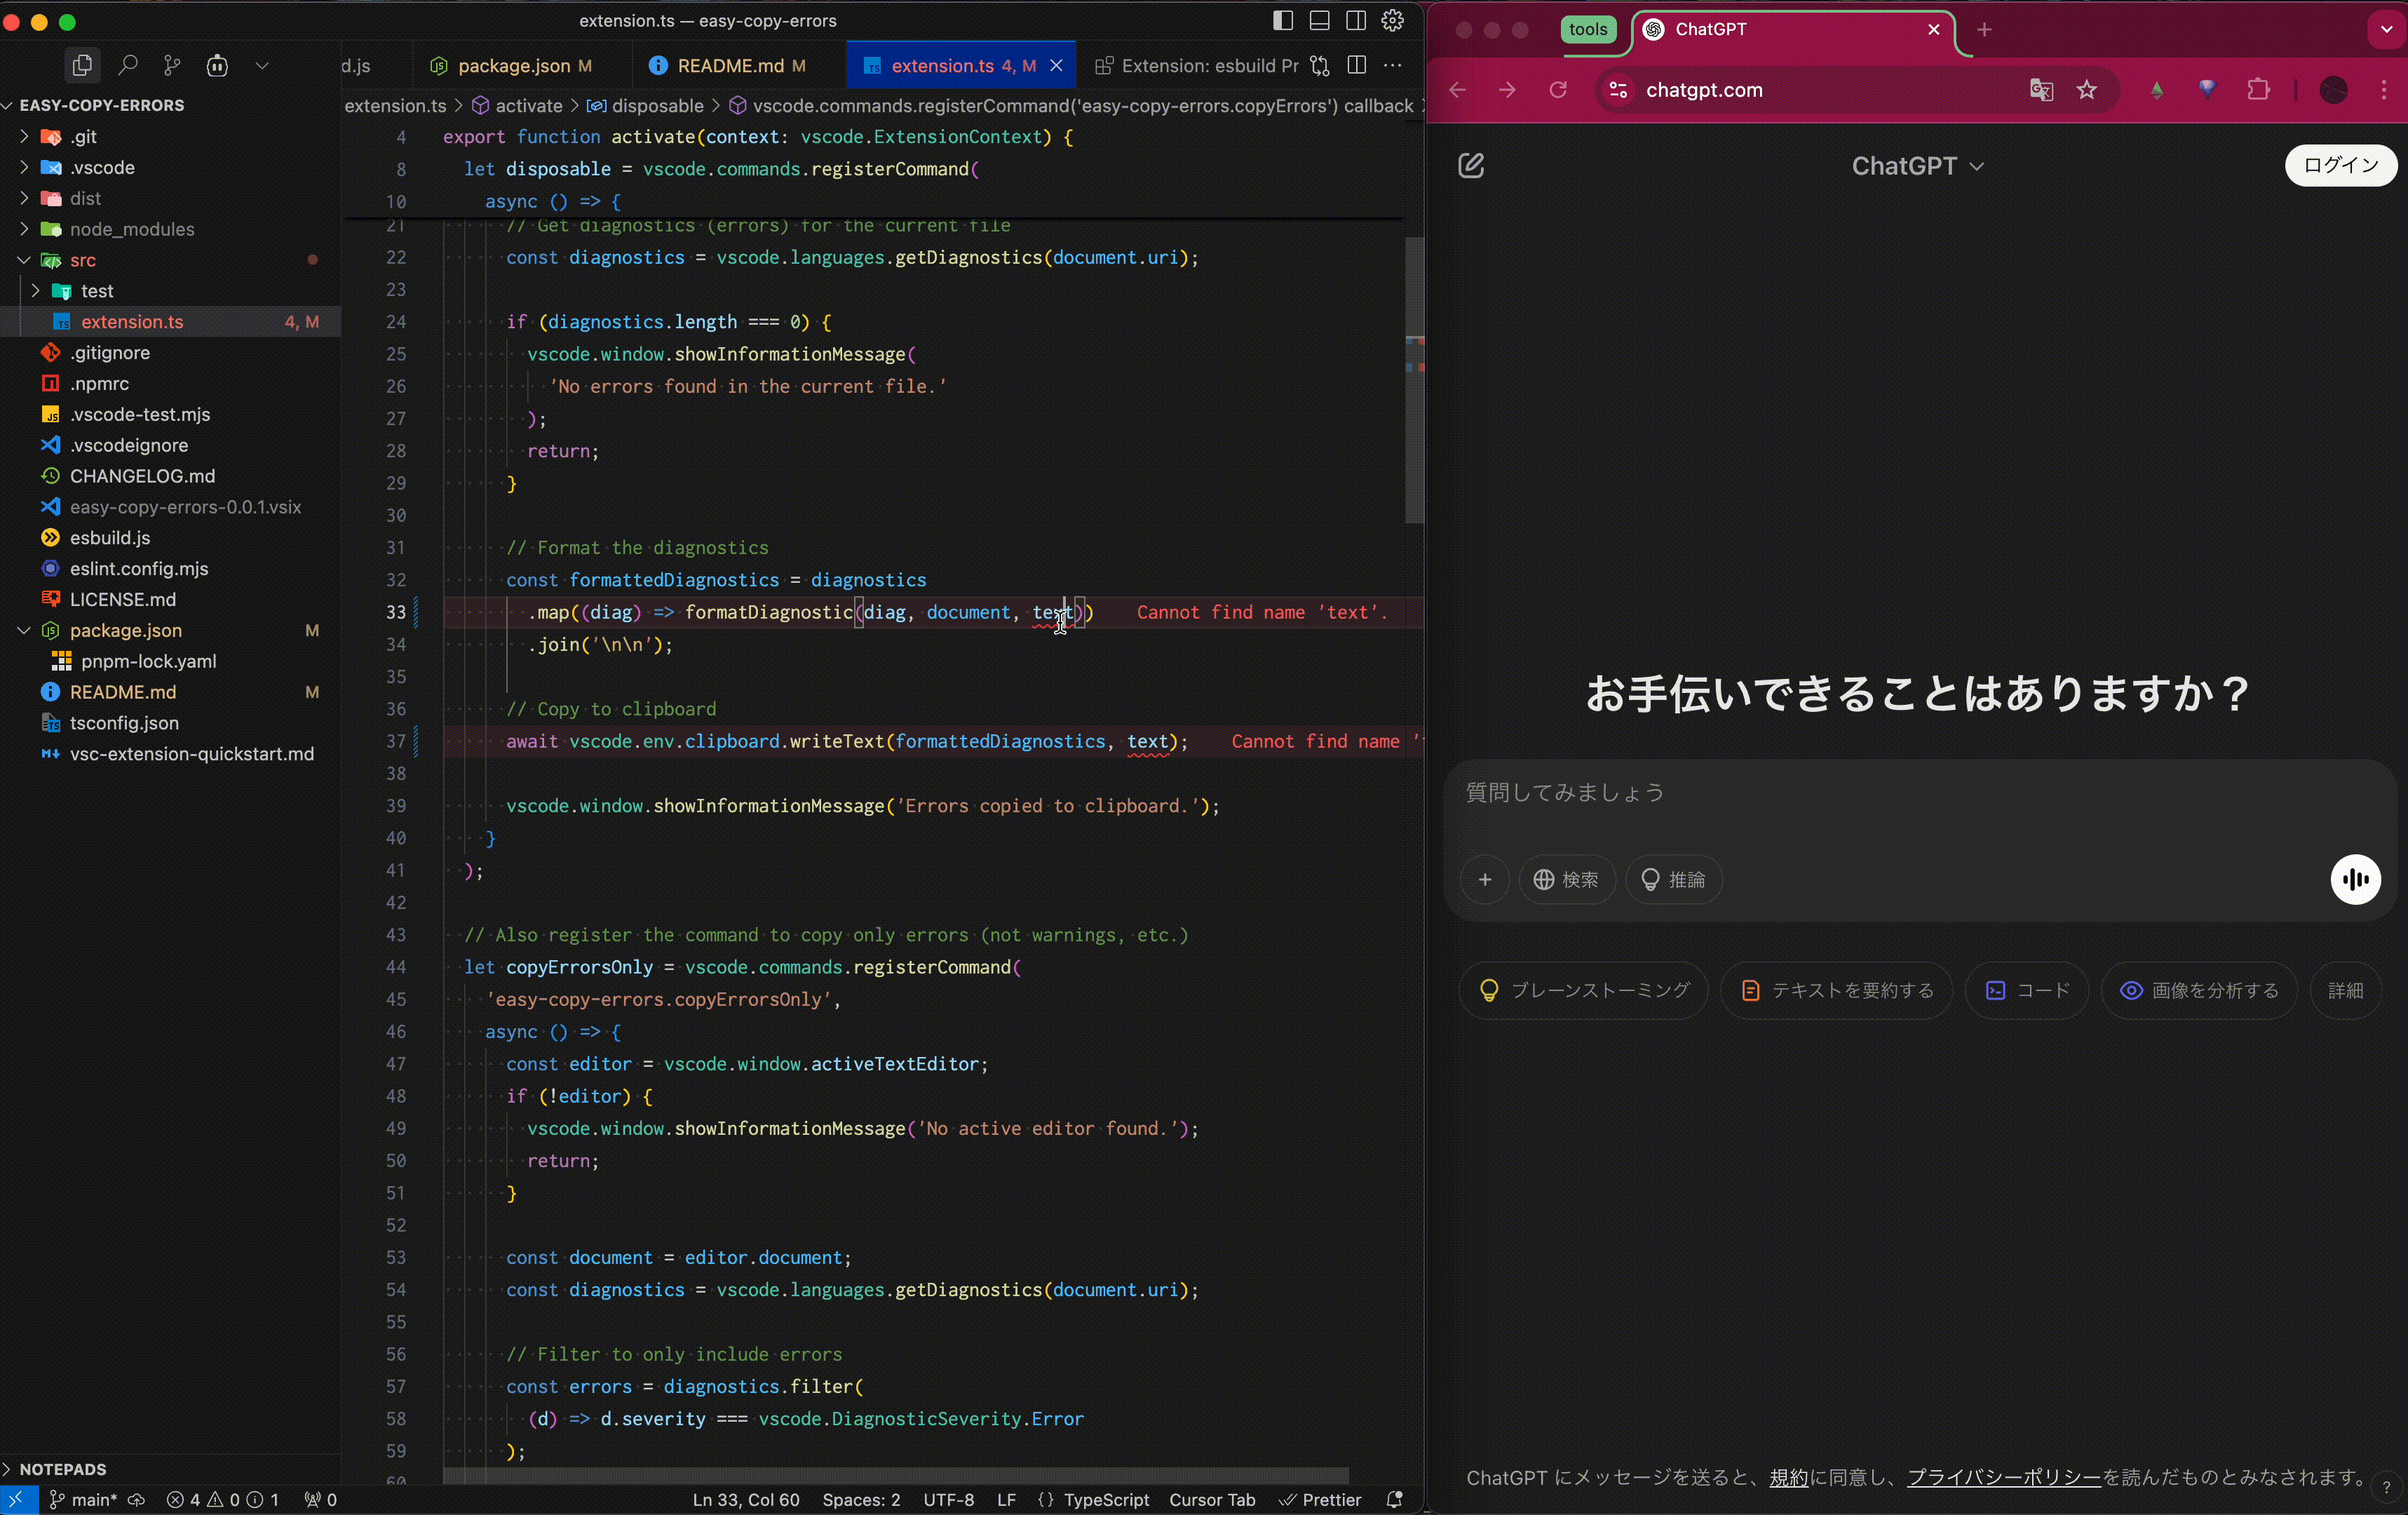 extension.ts — easy-copy-errors
d.js
package.json M
README.md M
extension.ts 4, M
Extension: esbuild Pr
EASY-COPY-ERRORS
.git
.vscode
dist
node_modules
src
test
extension.ts 4, M
.gitignore
.npmrc
.vscode-test.mjs
.vscodeignore
CHANGELOG.md
easy-copy-errors-0.0.1.vsix
esbuild.js
eslint.config.mjs
LICENSE.md
package.json M
pnpm-lock.yaml
README.md M
tsconfig.json
vsc-extension-quickstart.md
NOTEPADS
extension.ts > activate > disposable > vscode.commands.registerCommand('easy-copy-errors.copyErrors') callback
4 export function activate(context: vscode.ExtensionContext) {
8 let disposable = vscode.commands.registerCommand(
10 async () => {
21 // Get diagnostics (errors) for the current file
22 const diagnostics = vscode.languages.getDiagnostics(document.uri);
23
24 if (diagnostics.length === 0) {
25 vscode.window.showInformationMessage(
26 'No errors found in the current file.'
27 );
28 return;
29 }
30
31 // Format the diagnostics
32 const formattedDiagnostics = diagnostics
33 .map((diag) => formatDiagnostic(diag, document, text)) Cannot find name 'text'.
34 .join('\n\n');
35
36 // Copy to clipboard
37 await vscode.env.clipboard.writeText(formattedDiagnostics, text); Cannot find name '
38
39 vscode.window.showInformationMessage('Errors copied to clipboard.');
40 }
41 );
42
43 // Also register the command to copy only errors (not warnings, etc.)
44 let copyErrorsOnly = vscode.commands.registerCommand(
45 'easy-copy-errors.copyErrorsOnly',
46 async () => {
47 const editor = vscode.window.activeTextEditor;
48 if (!editor) {
49 vscode.window.showInformationMessage('No active editor found.');
50 return;
51 }
52
53 const document = editor.document;
54 const diagnostics = vscode.languages.getDiagnostics(document.uri);
55
56 // Filter to only include errors
57 const errors = diagnostics.filter(
58 (d) => d.severity === vscode.DiagnosticSeverity.Error
59 );
60
main* 4 0 1 0
Ln 33, Col 60 Spaces: 2 UTF-8 LF {} TypeScript Cursor Tab Prettier
tools
ChatGPT
chatgpt.com
ChatGPT
ログイン
お手伝いできることはありますか？
質問してみましょう
+ 検索 推論
ブレーンストーミング テキストを要約する コード 画像を分析する 詳細
ChatGPT にメッセージを送ると、規約に同意し、プライバシーポリシーを読んだものとみなされます。
?